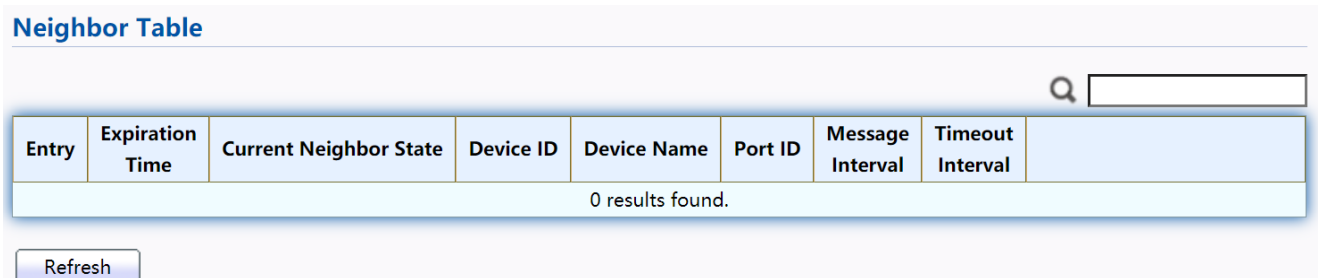 Neighbor Table
Entry Expiration Time Current Neighbor State Device ID Device Name Port ID Message Interval Timeout Interval
0 results found.
Refresh